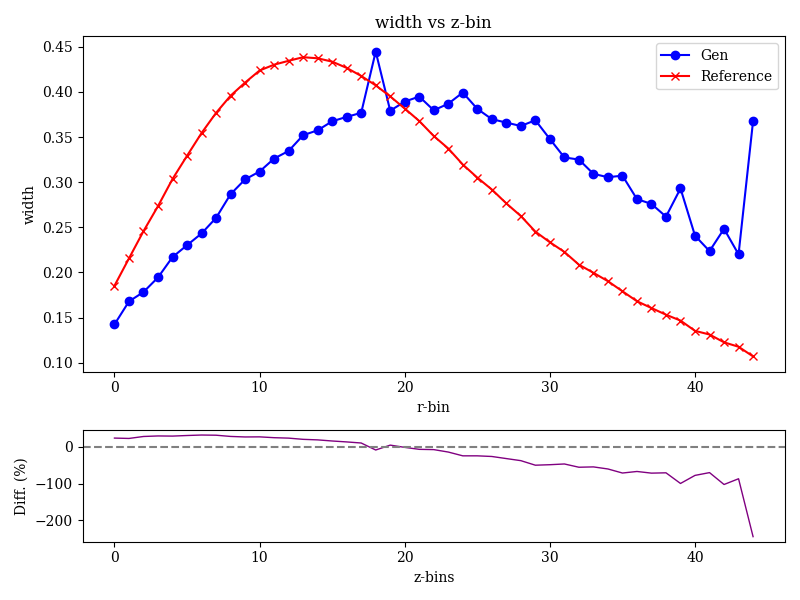 width vs z-bin
0.45
0.40
0.35
0.30
0.25
0.20
0.15
0.10
width
Gen
Reference
0 10 20 30 40
r-bin
0
−100
−200
Diff. (%)
0 10 20 30 40
z-bins